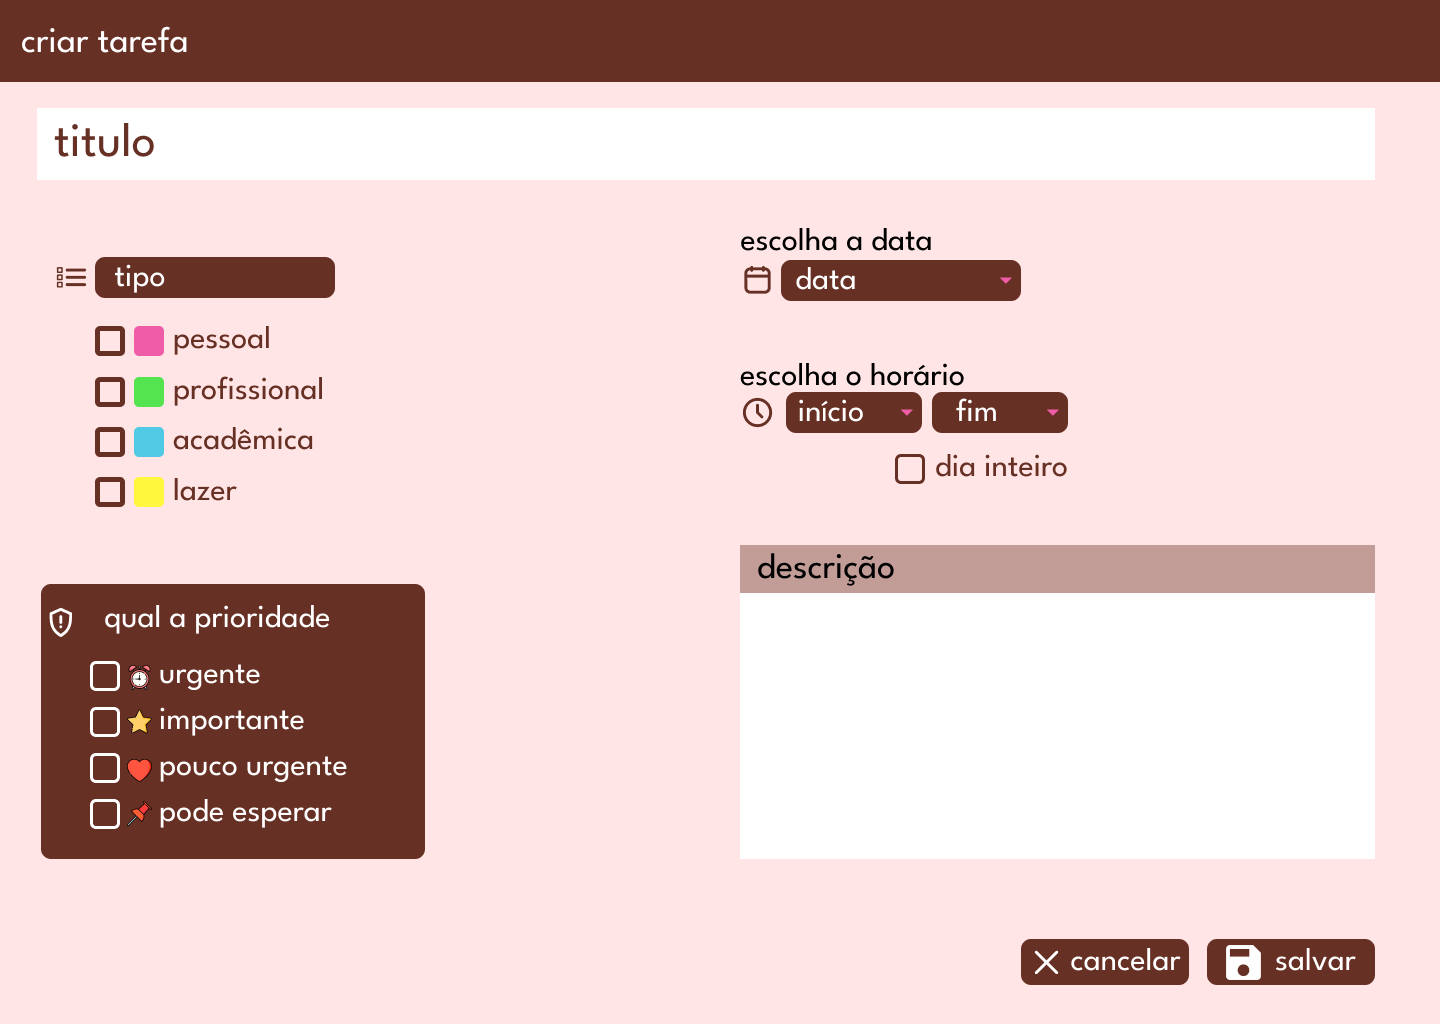 criar tarefa
titulo
tipo
pessoal
profissional
acadêmica
lazer
qual a prioridade
urgente
importante
pouco urgente
pode esperar
escolha a data
data
escolha o horário
início fim
dia inteiro
descrição
cancelar salvar